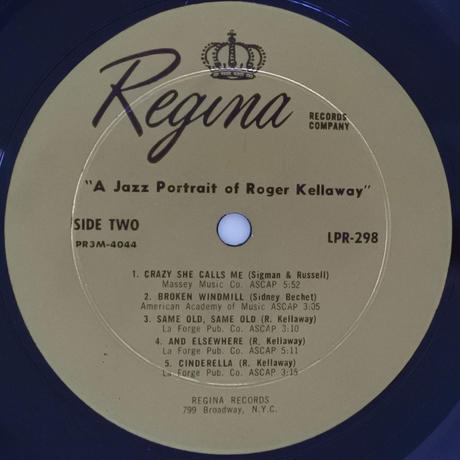 Regina
RECORDS
COMPANY
"A Jazz Portrait of Roger Kellaway"
SIDE TWO
PR3M-4044
LPR-298
1. CRAZY SHE CALLS ME (Sigman & Russell)
Massey Music Co. ASCAP 5:52
2. BROKEN WINDMILL (Sidney Bechet)
American Academy of Music ASCAP 3:05
3. SAME OLD, SAME OLD (R. Kellaway)
La Forge Pub. Co. ASCAP 3:10
4. AND ELSEWHERE (R. Kellaway)
La Forge Pub. Co. ASCAP 5:11
5. CINDERELLA (R. Kellaway)
La Forge Pub. Co. ASCAP 3:15
REGINA RECORDS
799 Broadway, N.Y.C.